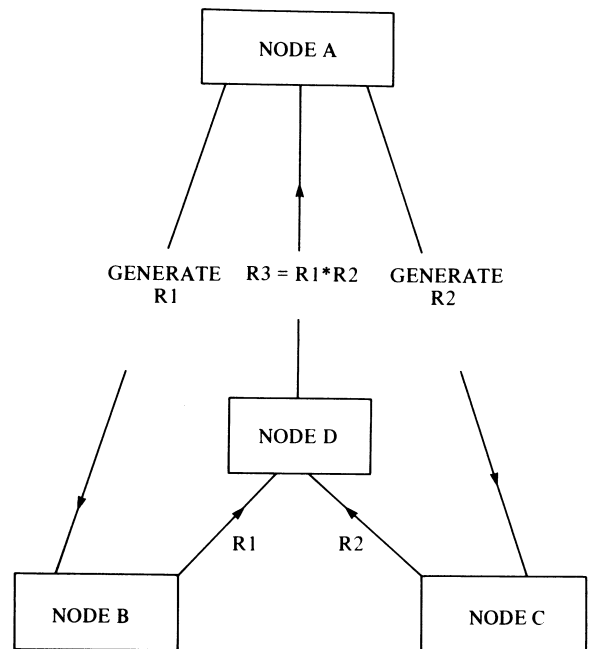 NODE A
GENERATE
R1
R3 = R1*R2
GENERATE
R2
NODE D
R1
R2
NODE B
NODE C